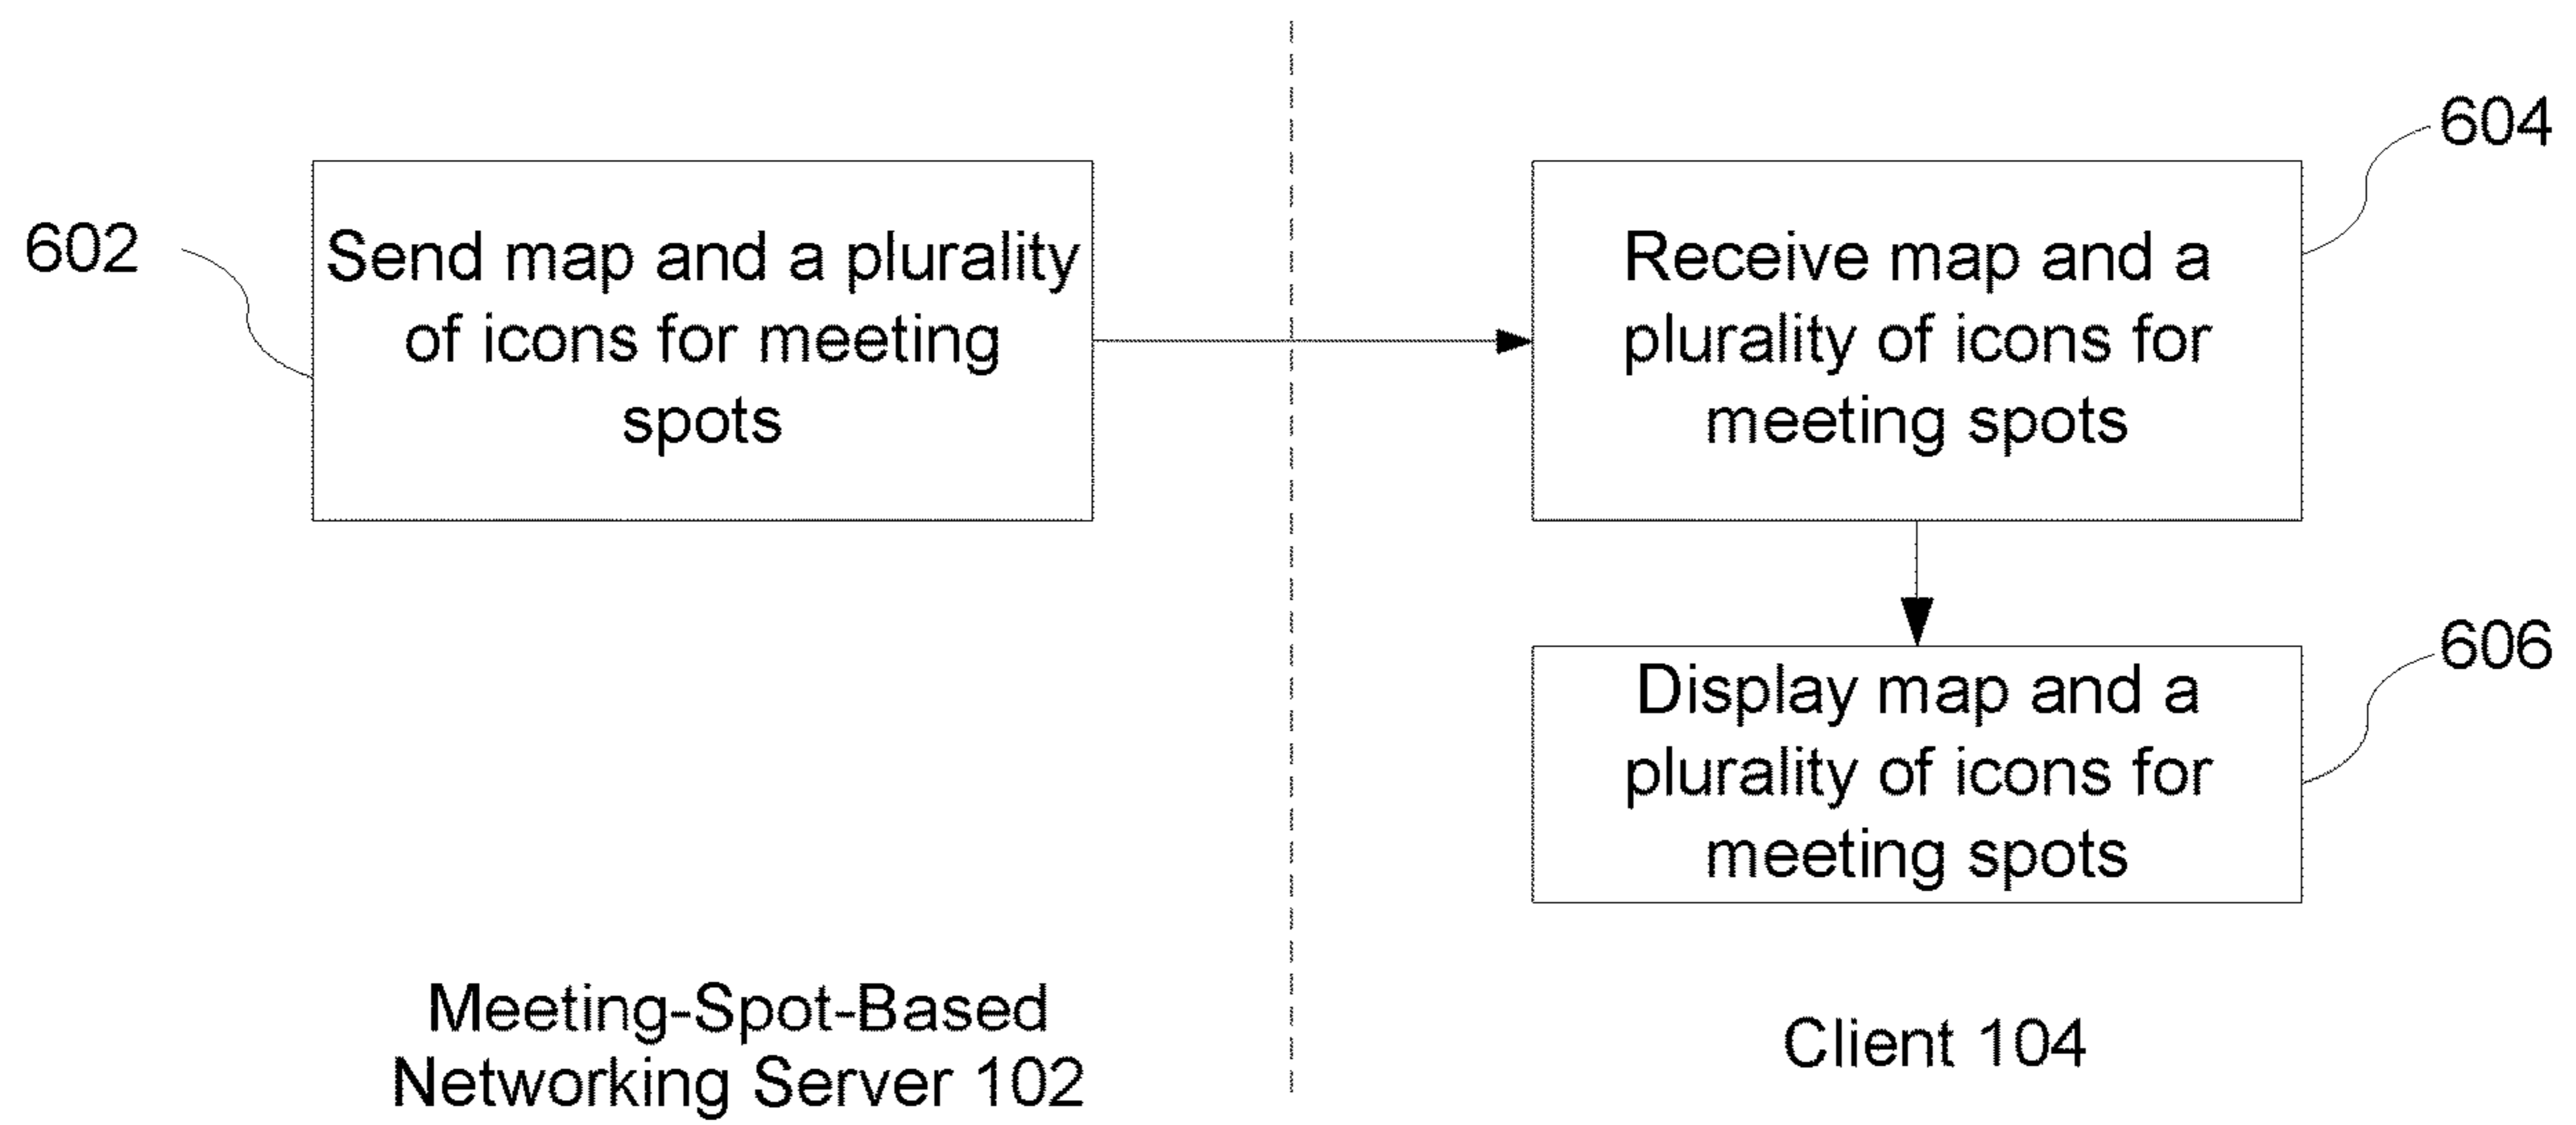 602
Send map and a plurality
of icons for meeting
spots
604
Receive map and a
plurality of icons for
meeting spots
606
Display map and a
plurality of icons for
meeting spots
Meeting-Spot-Based
Networking Server 102
Client 104